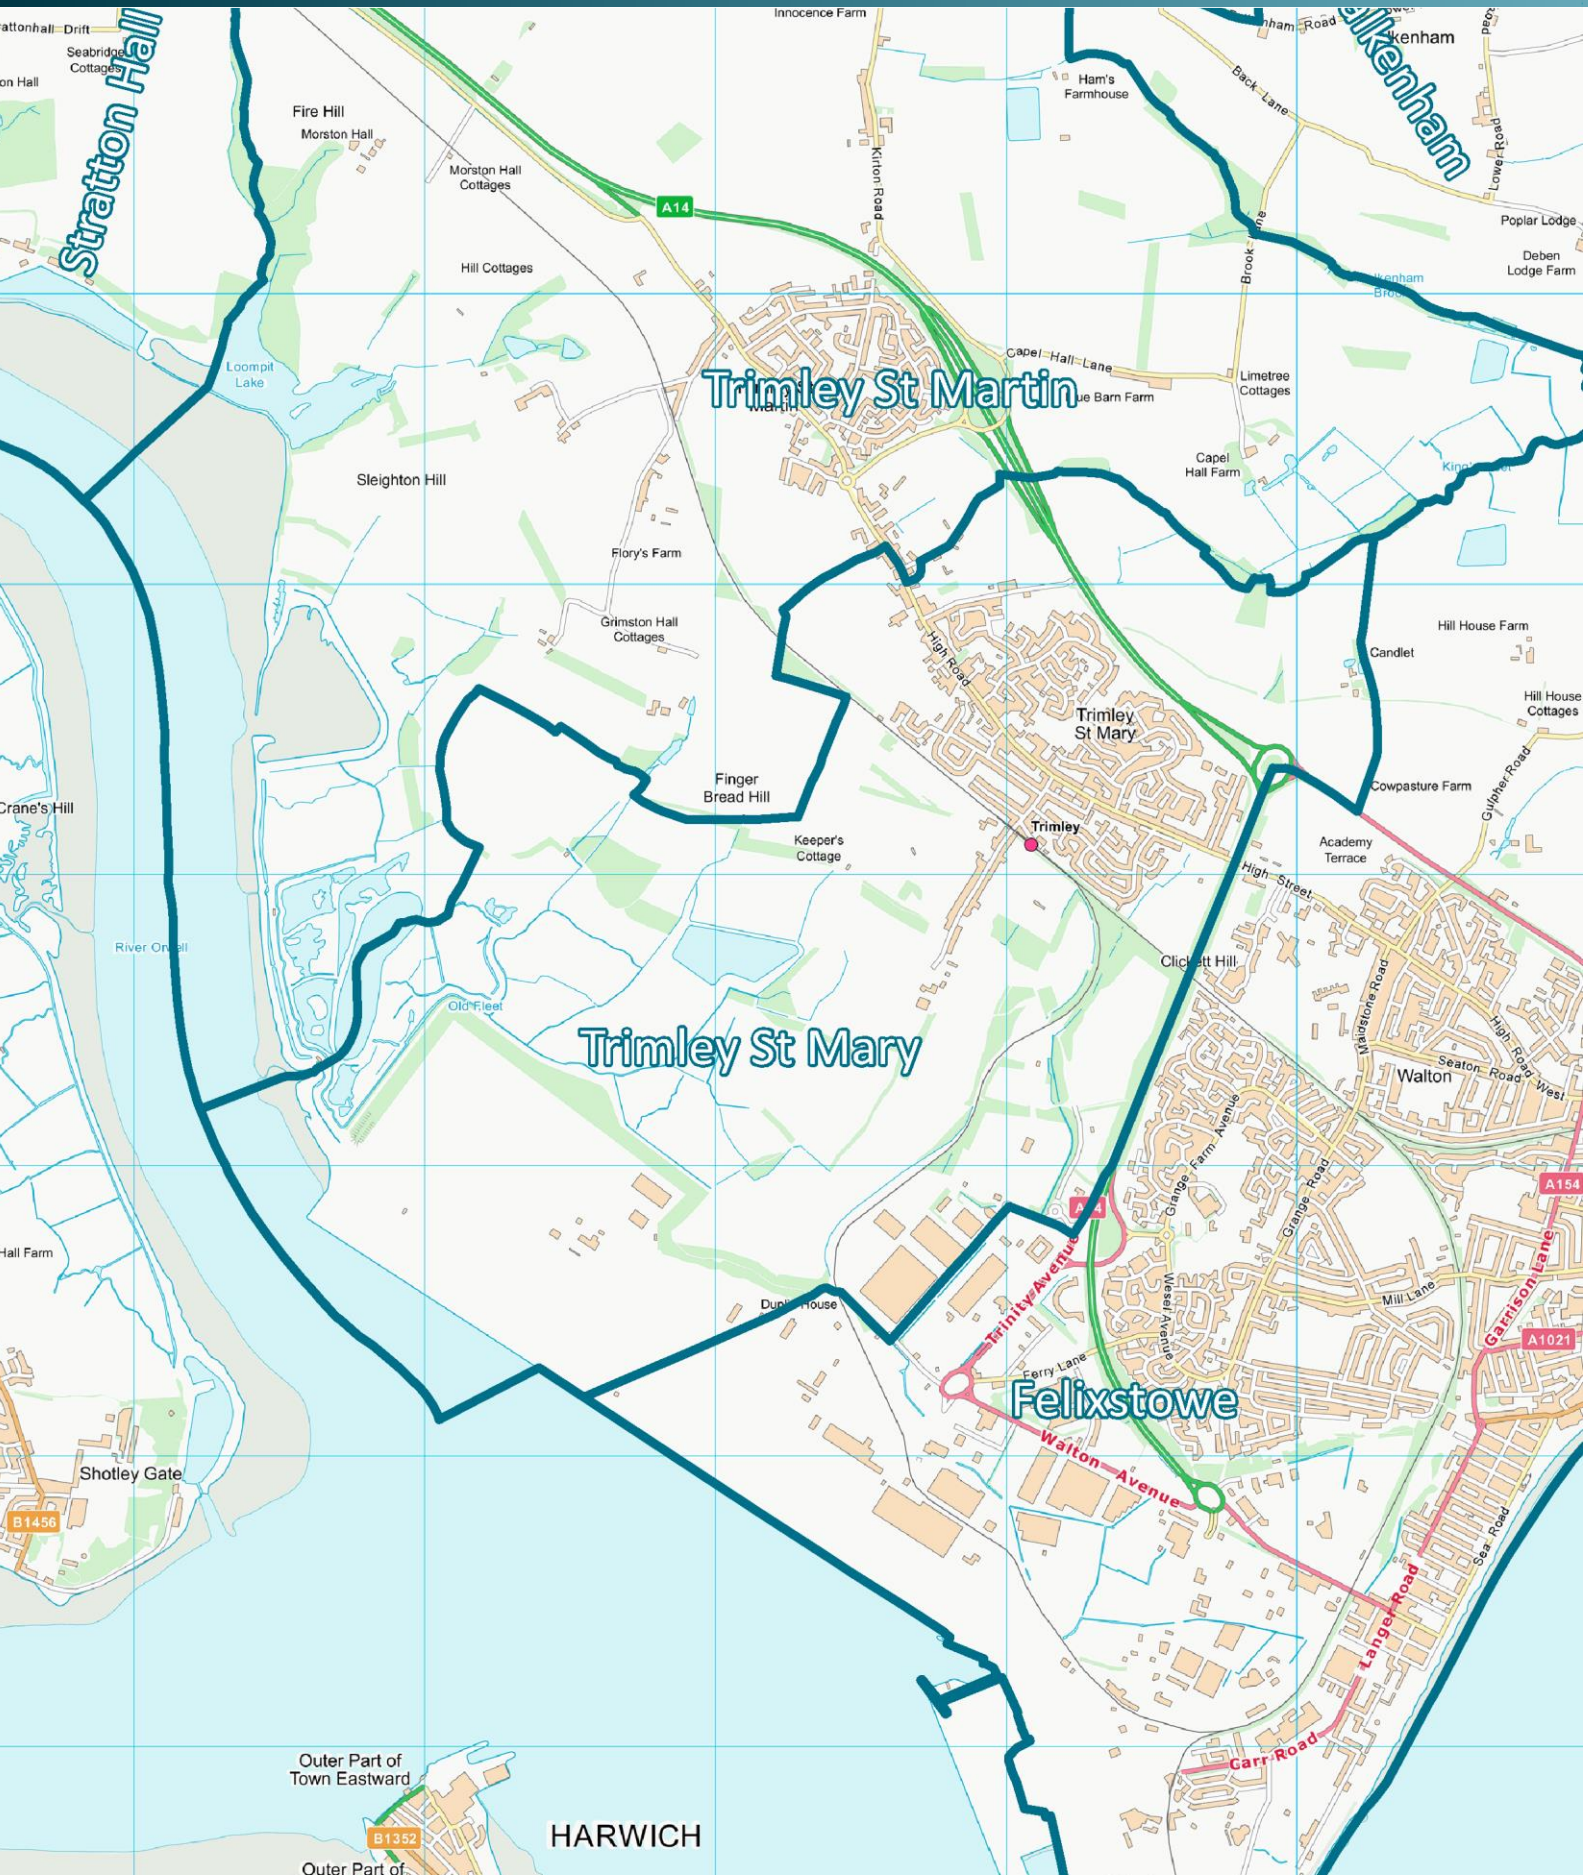 Innocence Farm
Drift
Seabridge
Cottages
on Hall
Stratton Hall
Fire Hill
Morston Hall
Morston Hall
Cottages
Hill Cottages
A14
Kirton Road
Ham's
Farmhouse
Back Lane
Road
Lower Road
Poplar Lodge
Deben
Lodge Farm
Brook
Loompit
Lake
Capel Hall Lane
Limetree
Cottages
Trimley St Martin
Barn Farm
Sleighton Hill
Capel
Hall Farm
Flory's Farm
Grimston Hall
Cottages
High Road
Hill House Farm
Candlet
Hill House
Cottages
Trimley
St Mary
Finger
Bread Hill
Gulpher Road
Cowpasture Farm
Crane's Hill
Keeper's
Cottage
Trimley
Academy
Terrace
High Street
River Orwell
Clickett Hill
Old Fleet
Maidstone Road
High Road West
Trimley St Mary
Seaton Road
Walton
Grange Farm Avenue
Grange Road
A154
Hall Farm
Trinity Avenue
Wesel Avenue
Mill Lane
Garrison Lane
A1021
House
Ferry Lane
Felixstowe
Walton Avenue
Shotley Gate
B1456
Sea Road
Langer Road
Carr Road
Outer Part of
Town Eastward
B1352
HARWICH
Outer Part of